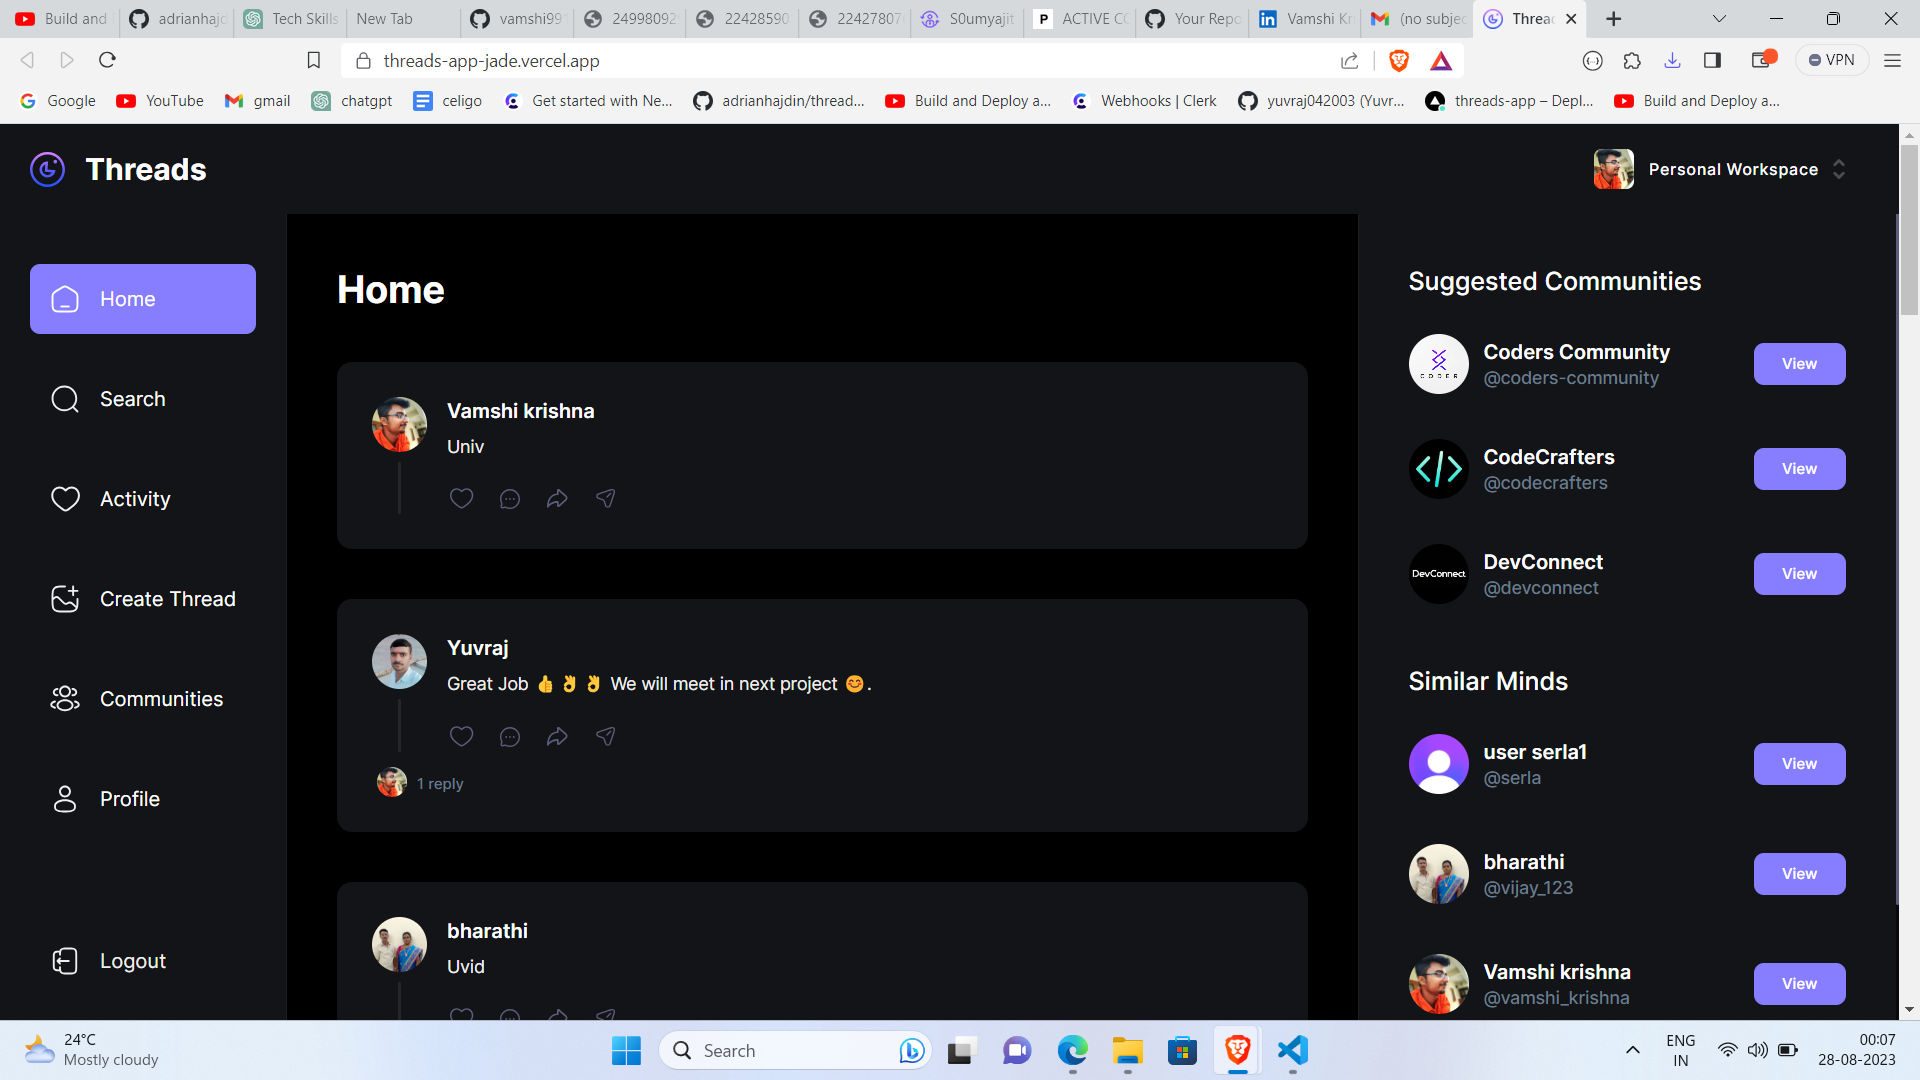 Build and
adrianhajd
Tech Skills
New Tab
vamshi99
249980929
22428590
22427807
S0umyajit
ACTIVE CO
Your Repo
Vamshi Kr
(no subjec
Threa
threads-app-jade.vercel.app
VPN
Google
YouTube
gmail
chatgpt
celigo
Get started with Ne...
adrianhajdin/thread...
Build and Deploy a...
Webhooks | Clerk
yuvraj042003 (Yuvr...
threads-app – Depl...
Build and Deploy a...
Threads
Personal Workspace
Home
Search
Activity
Create Thread
Communities
Profile
Logout
Home
Vamshi krishna
Univ
Yuvraj
Great Job 👍 👌 👌 We will meet in next project 😊.
1 reply
bharathi
Uvid
Suggested Communities
CODER
Coders Community
@coders-community
View
CodeCrafters
@codecrafters
View
DevConnect
DevConnect
@devconnect
View
Similar Minds
user serla1
@serla
View
bharathi
@vijay_123
View
Vamshi krishna
@vamshi_krishna
View
24°C
Mostly cloudy
Search
ENG
IN
00:07
28-08-2023